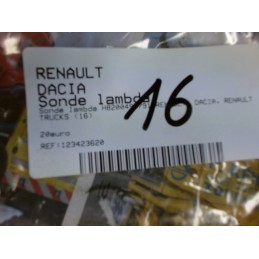 RENAULT
DACIA
Sonde lambda
16
Sonde lambda DACIA, RENAULT
TRUCKS (16)
20euro
REF:123423620